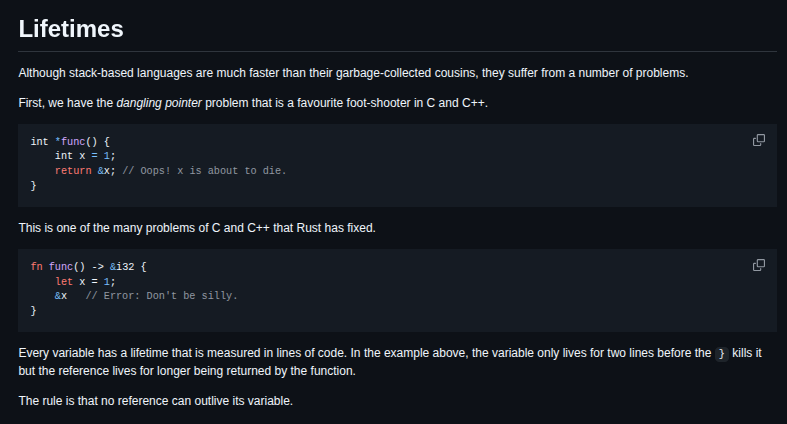 Lifetimes
Although stack-based languages are much faster than their garbage-collected cousins, they suffer from a number of problems.
First, we have the dangling pointer problem that is a favourite foot-shooter in C and C++.
int *func() {
    int x = 1;
    return &x; // Oops! x is about to die.
}
This is one of the many problems of C and C++ that Rust has fixed.
fn func() -> &i32 {
    let x = 1;
    &x   // Error: Don't be silly.
}
Every variable has a lifetime that is measured in lines of code. In the example above, the variable only lives for two lines before the } kills it
but the reference lives for longer being returned by the function.
The rule is that no reference can outlive its variable.